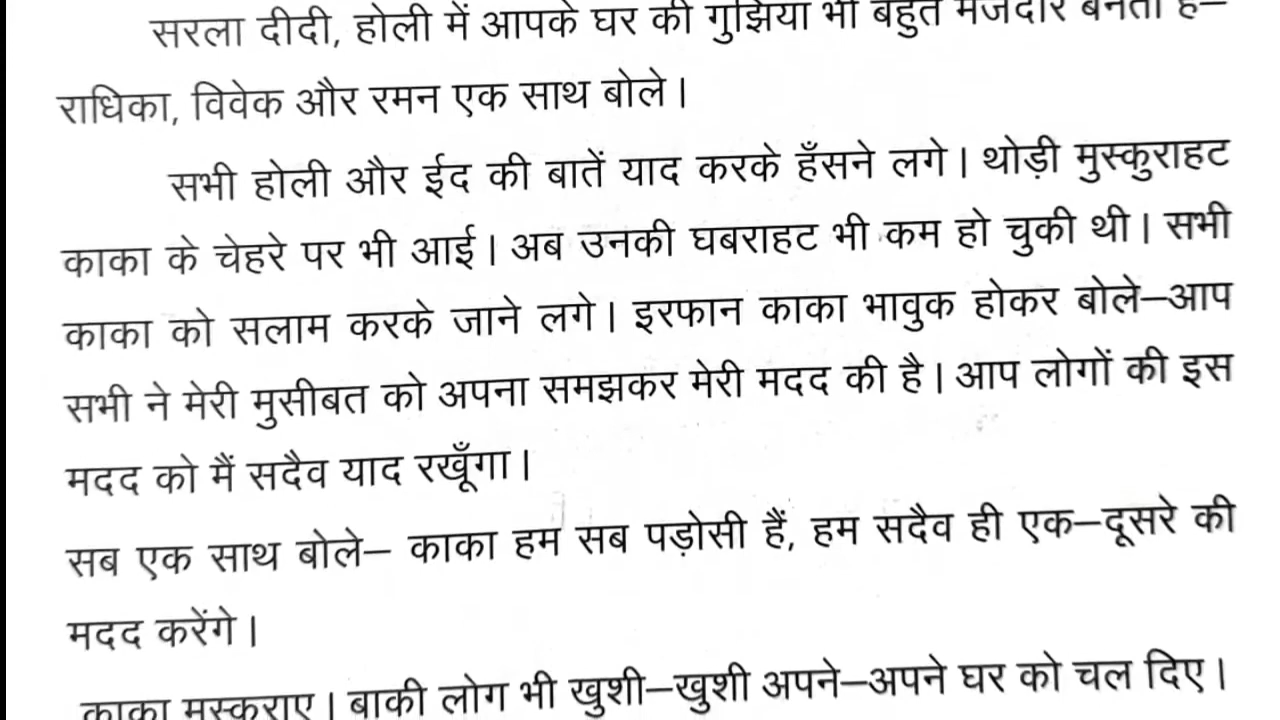 सरला दीदी, होली में आपके घर की गुझिया भी बहुत मजेदार बनती है–
राधिका, विवेक और रमन एक साथ बोले।
सभी होली और ईद की बातें याद करके हँसने लगे। थोड़ी मुस्कुराहट
काका के चेहरे पर भी आई। अब उनकी घबराहट भी कम हो चुकी थी। सभी
काका को सलाम करके जाने लगे। इरफान काका भावुक होकर बोले–आप
सभी ने मेरी मुसीबत को अपना समझकर मेरी मदद की है। आप लोगों की इस
मदद को मैं सदैव याद रखूँगा।
सब एक साथ बोले– काका हम सब पड़ोसी हैं, हम सदैव ही एक–दूसरे की
मदद करेंगे।
काका मुस्कुराए। बाकी लोग भी खुशी–खुशी अपने–अपने घर को चल दिए।